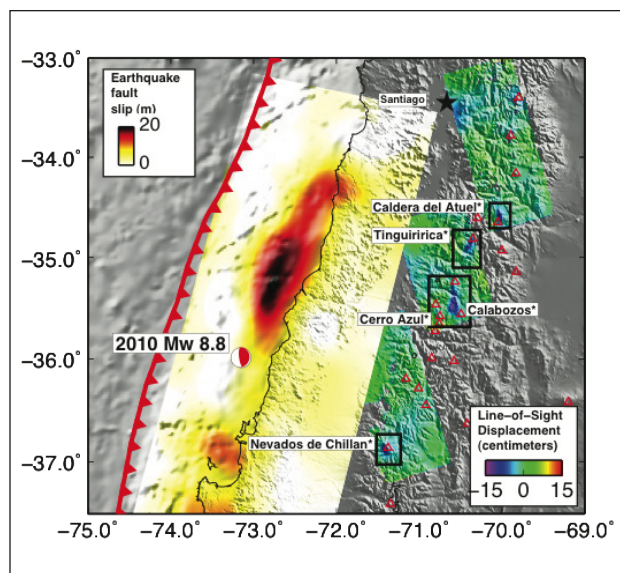 −33.0°
−34.0°
−35.0°
−36.0°
−37.0°
Earthquake
fault
slip (m)
20
0
Santiago
Caldera del Atuel*
Tinguiririca*
Calabozos*
Cerro Azul*
2010 Mw 8.8
Nevados de Chillan*
Line−of−Sight
Displacement
(centimeters)
−15 0 15
−75.0° −74.0° −73.0° −72.0° −71.0° −70.0° −69.0°